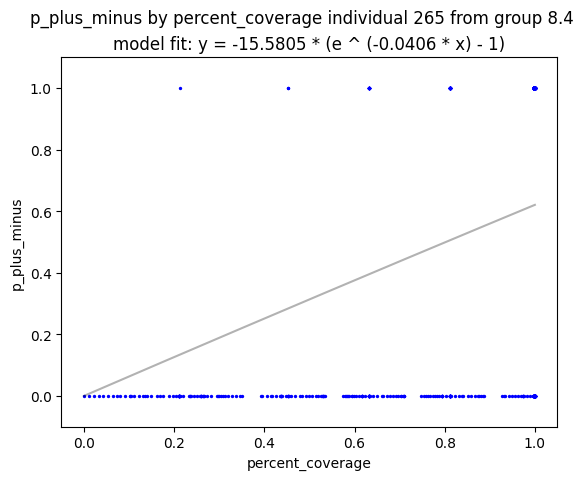 p_plus_minus by percent_coverage individual 265 from group 8.4
model fit: y = -15.5805 * (e ^ (-0.0406 * x) - 1)
1.0
0.8
0.6
0.4
0.2
0.0
p_plus_minus
0.0 0.2 0.4 0.6 0.8 1.0
percent_coverage